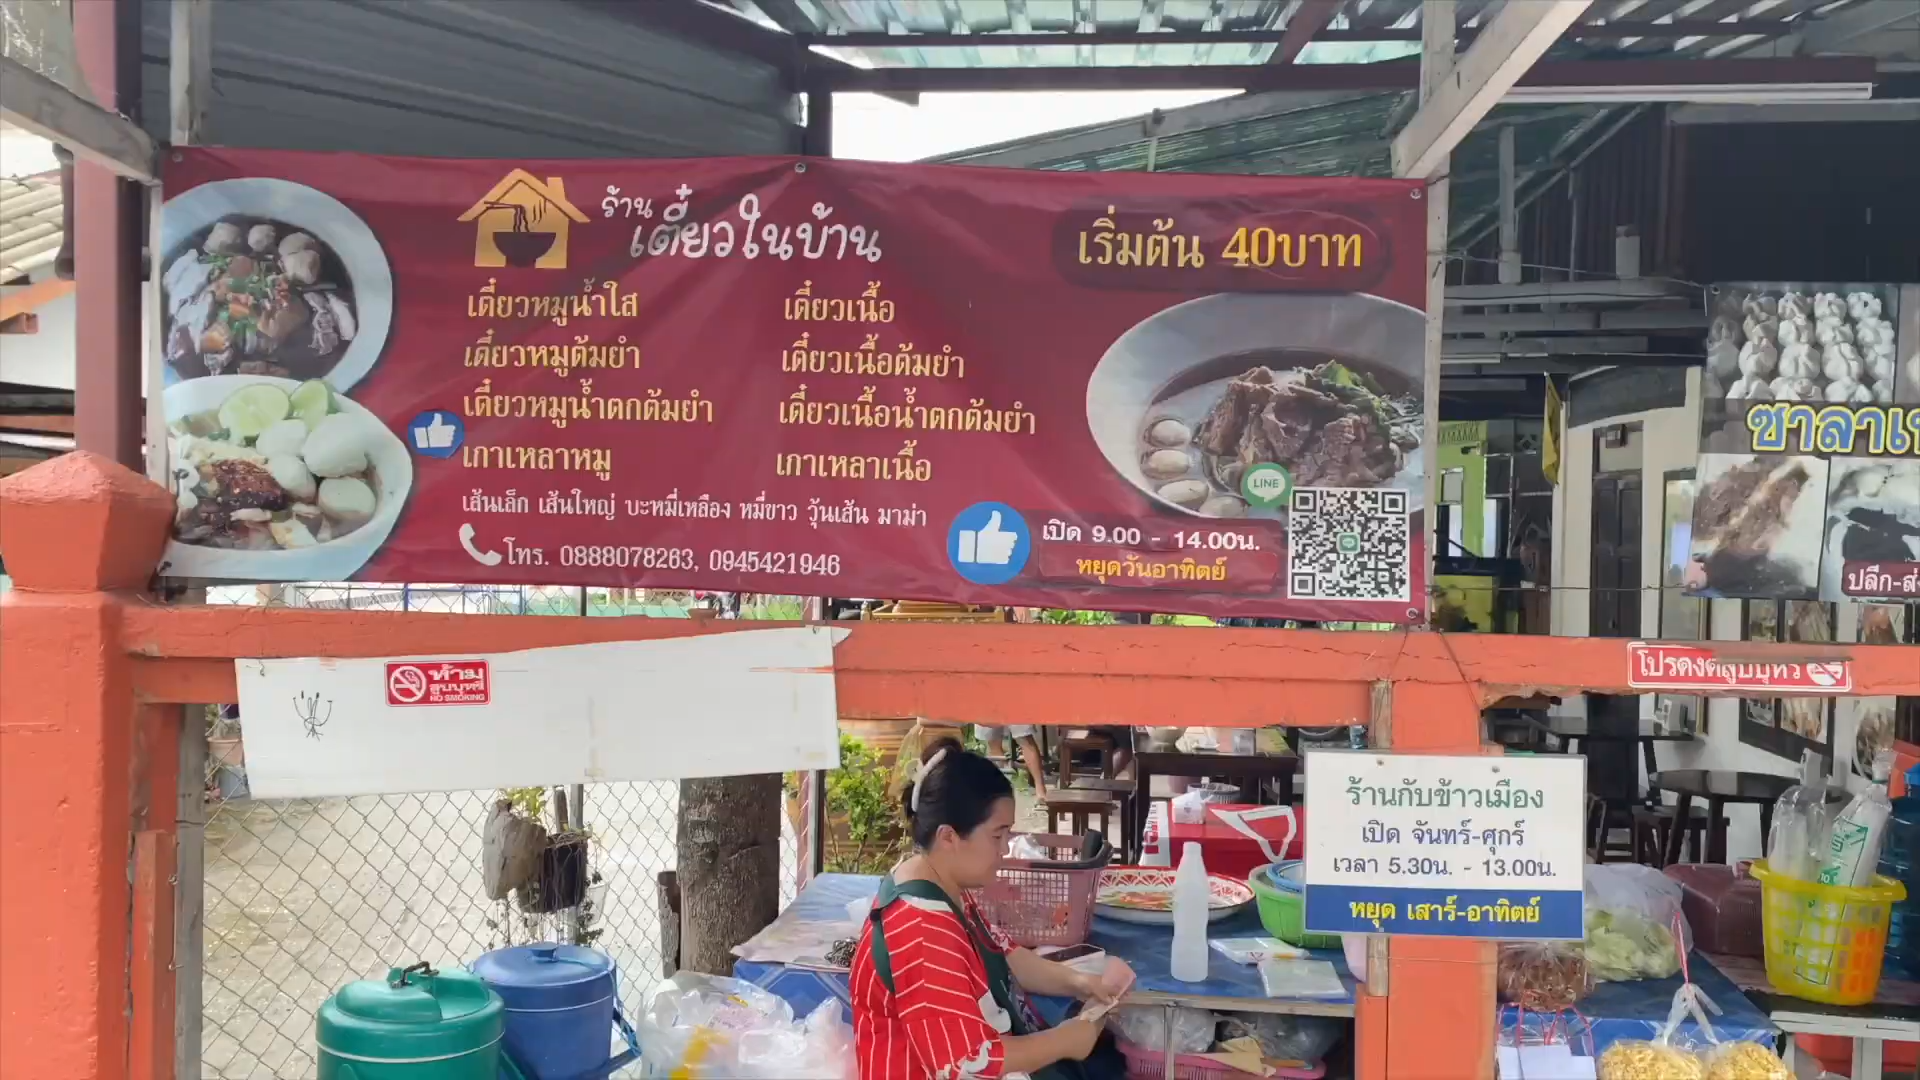 ร้าน
เตี๋ยวในบ้าน
เริ่มต้น 40บาท
เตี๋ยวหมูน้ำใส
เตี๋ยวหมูต้มยำ
เตี๋ยวหมูน้ำตกต้มยำ
เกาเหลาหมู
เตี๋ยวเนื้อ
เตี๋ยวเนื้อต้มยำ
เตี๋ยวเนื้อน้ำตกต้มยำ
เกาเหลาเนื้อ
เส้นเล็ก เส้นใหญ่ บะหมี่เหลือง หมี่ขาว วุ้นเส้น มาม่า
โทร. 0888078263, 0945421946
LINE
เปิด 9.00 - 14.00น.
หยุดวันอาทิตย์
ซาลาเ
ปลีก-ส่
ห้าม
สูบบุหรี่
NO SMOKING
โปรดงดสูบบุหรี่
ร้านกับข้าวเมือง
เปิด จันทร์-ศุกร์
เวลา 5.30น. - 13.00น.
หยุด เสาร์-อาทิตย์